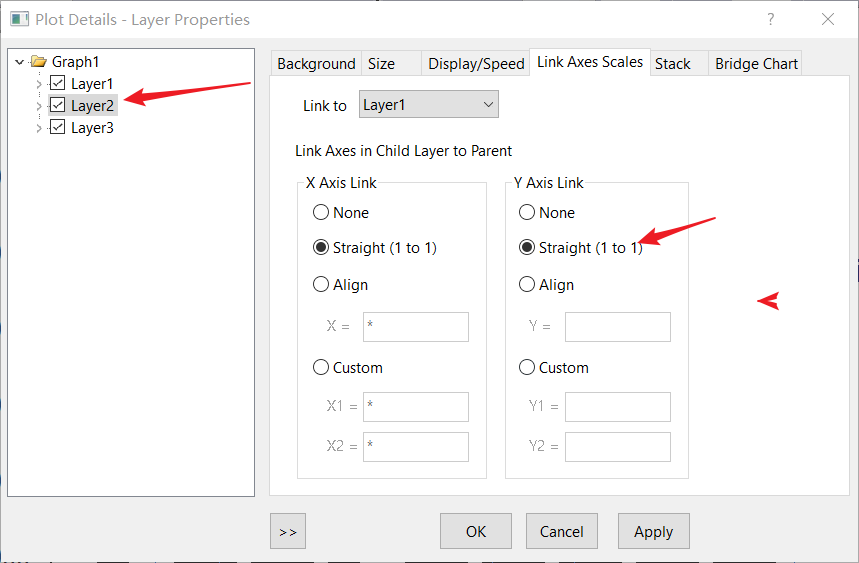 Plot Details - Layer Properties
?
Graph1
Layer1
Layer2
Layer3
Background
Size
Display/Speed
Link Axes Scales
Stack
Bridge Chart
Link to
Layer1
Link Axes in Child Layer to Parent
X Axis Link
None
Straight (1 to 1)
Align
X = *
Custom
X1 = *
X2 = *
Y Axis Link
None
Straight (1 to 1)
Align
Y =
Custom
Y1 =
Y2 =
>>
OK
Cancel
Apply